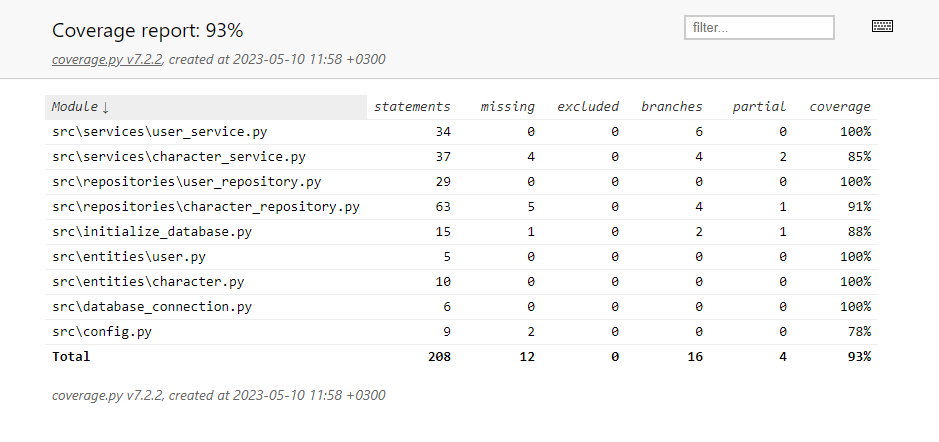 Coverage report: 93%
filter...
coverage.py v7.2.2, created at 2023-05-10 11:58 +0300
Module ↓ statements missing excluded branches partial coverage
src\services\user_service.py 34 0 0 6 0 100%
src\services\character_service.py 37 4 0 4 2 85%
src\repositories\user_repository.py 29 0 0 0 0 100%
src\repositories\character_repository.py 63 5 0 4 1 91%
src\initialize_database.py 15 1 0 2 1 88%
src\entities\user.py 5 0 0 0 0 100%
src\entities\character.py 10 0 0 0 0 100%
src\database_connection.py 6 0 0 0 0 100%
src\config.py 9 2 0 0 0 78%
Total 208 12 0 16 4 93%
coverage.py v7.2.2, created at 2023-05-10 11:58 +0300